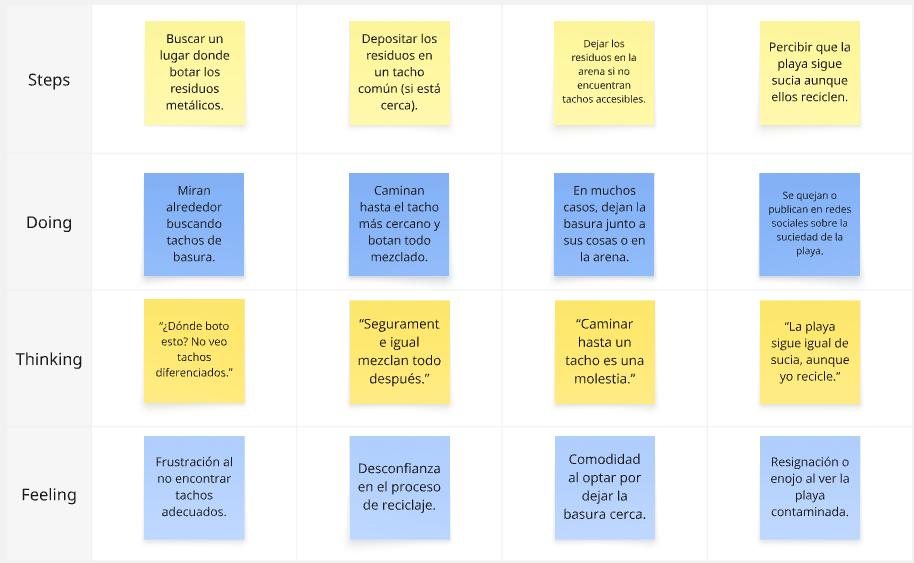 Steps
Buscar un
lugar donde
botar los
residuos
metálicos.
Depositar los
residuos en
un tacho
común (si está
cerca).
Dejar los
residuos en la
arena si no
encuentran
tachos accesibles.
Percibir que la
playa sigue
sucia aunque
ellos reciclen.
Doing
Miran
alrededor
buscando
tachos de
basura.
Caminan
hasta el tacho
más cercano y
botan todo
mezclado.
En muchos
casos, dejan la
basura junto a
sus cosas o en
la arena.
Se quejan o
publican en redes
sociales sobre la
suciedad de la
playa,
Thinking
“¿Dónde boto
esto? No veo
tachos
diferenciados.”
“Segurament
e igual
mezclan todo
después.”
“Caminar
hasta un
tacho es una
molestia.”
“La playa
sigue igual de
sucia, aunque
yo recicle.”
Feeling
Frustración al
no encontrar
tachos
adecuados.
Desconfianza
en el proceso
de reciclaje.
Comodidad
al optar por
dejar la
basura cerca.
Resignación o
enojo al ver la
playa
contaminada.